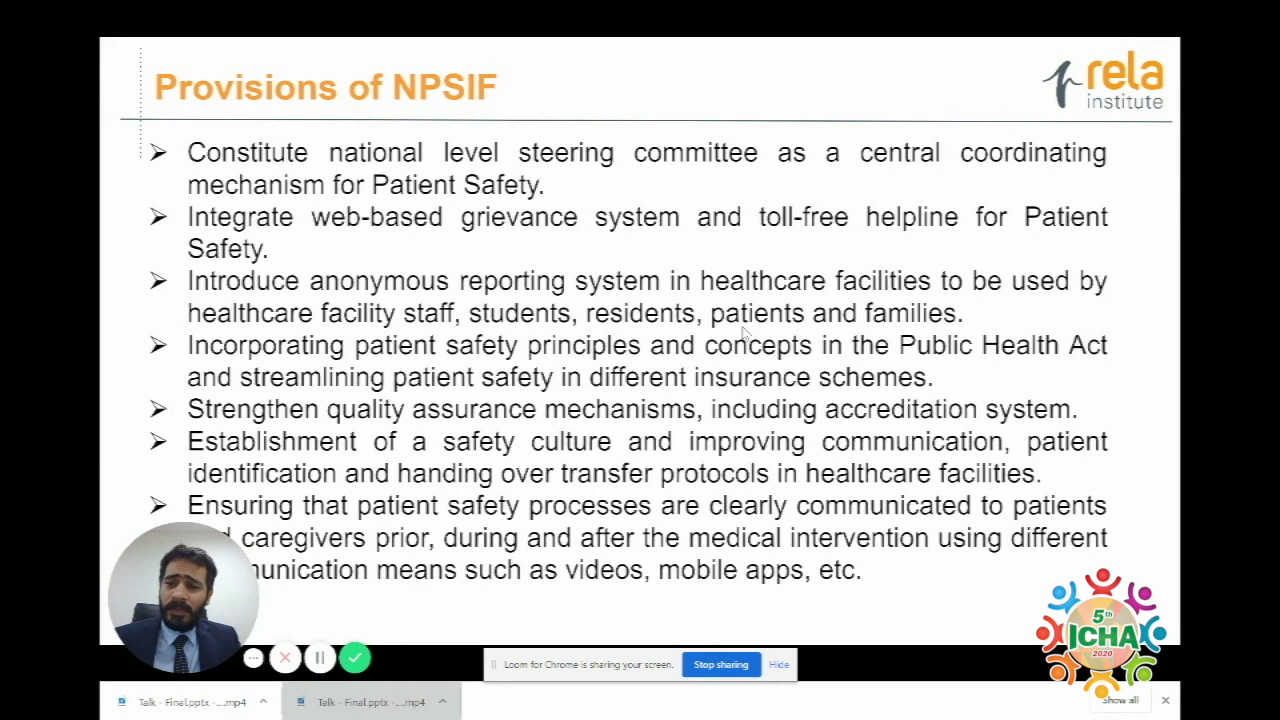 Provisions of NPSIF
rela
institute
➢ Constitute national level steering committee as a central coordinating
mechanism for Patient Safety.
➢ Integrate web-based grievance system and toll-free helpline for Patient
Safety.
➢ Introduce anonymous reporting system in healthcare facilities to be used by
healthcare facility staff, students, residents, patients and families.
➢ Incorporating patient safety principles and concepts in the Public Health Act
and streamlining patient safety in different insurance schemes.
➢ Strengthen quality assurance mechanisms, including accreditation system.
➢ Establishment of a safety culture and improving communication, patient
identification and handing over transfer protocols in healthcare facilities.
➢ Ensuring that patient safety processes are clearly communicated to patients
caregivers prior, during and after the medical intervention using different
means such as videos, mobile apps, etc.
5th
ICHA
2020
Loom for Chrome is sharing your screen. Stop sharing Hide
Talk - Final.pptx - ....mp4 Talk - Final.pptx - ....mp4 Show all